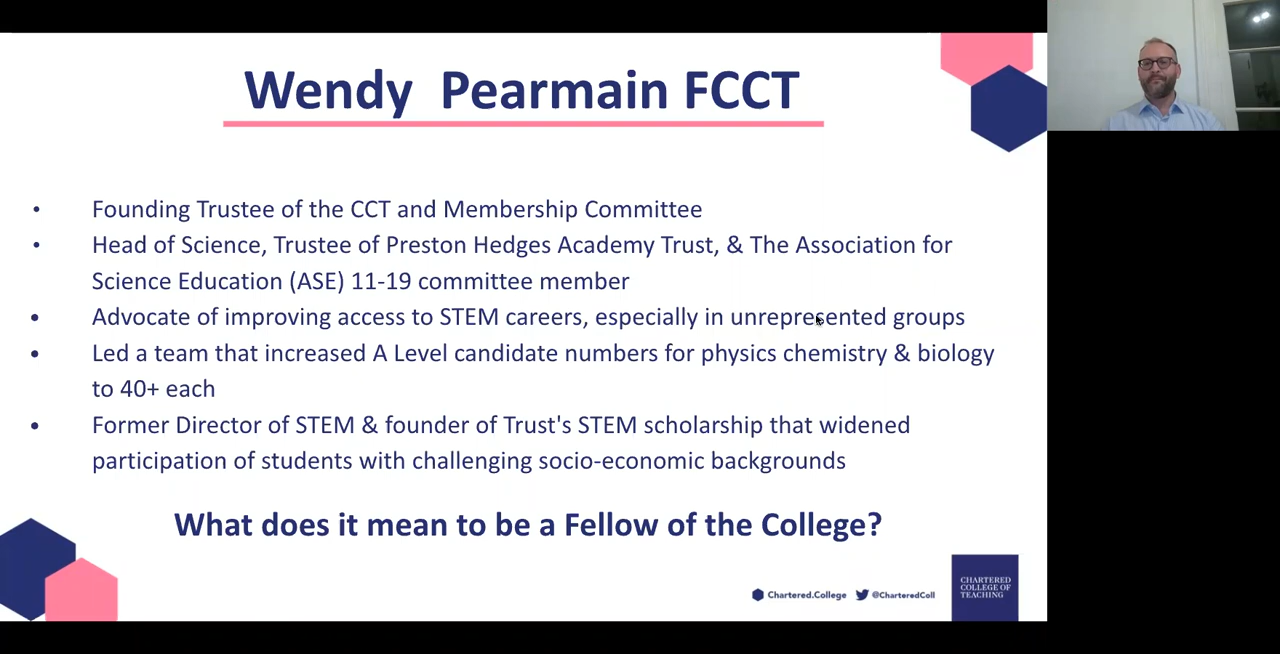 Wendy Pearmain FCCT
• Founding Trustee of the CCT and Membership Committee
• Head of Science, Trustee of Preston Hedges Academy Trust, & The Association for
Science Education (ASE) 11-19 committee member
• Advocate of improving access to STEM careers, especially in unrepresented groups
• Led a team that increased A Level candidate numbers for physics chemistry & biology
to 40+ each
• Former Director of STEM & founder of Trust's STEM scholarship that widened
participation of students with challenging socio-economic backgrounds
What does it mean to be a Fellow of the College?
Chartered.College @CharteredColl
CHARTERED
COLLEGE OF
TEACHING